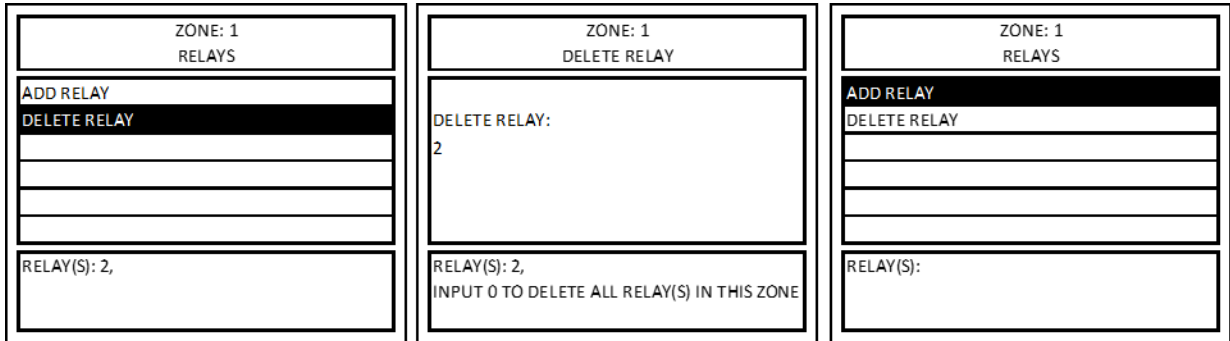 ZONE: 1
RELAYS
ADD RELAY
DELETE RELAY
RELAY(S): 2,
ZONE: 1
DELETE RELAY
DELETE RELAY:
2
RELAY(S): 2,
INPUT 0 TO DELETE ALL RELAY(S) IN THIS ZONE
ZONE: 1
RELAYS
ADD RELAY
DELETE RELAY
RELAY(S):